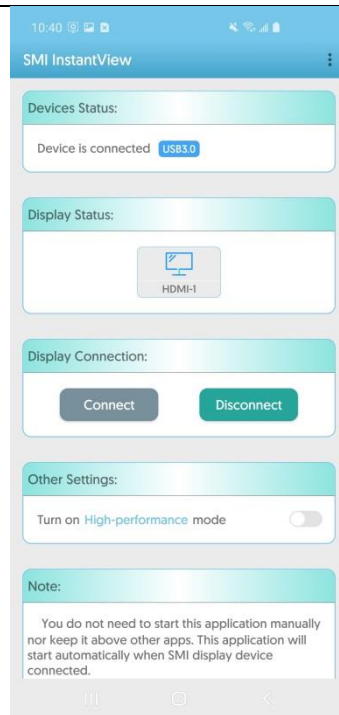 10:40
SMI InstantView
Devices Status:
Device is connected USB3.0
Display Status:
HDMI-1
Display Connection:
Connect Disconnect
Other Settings:
Turn on High-performance mode
Note:
You do not need to start this application manually
nor keep it above other apps. This application will
start automatically when SMI display device
connected.